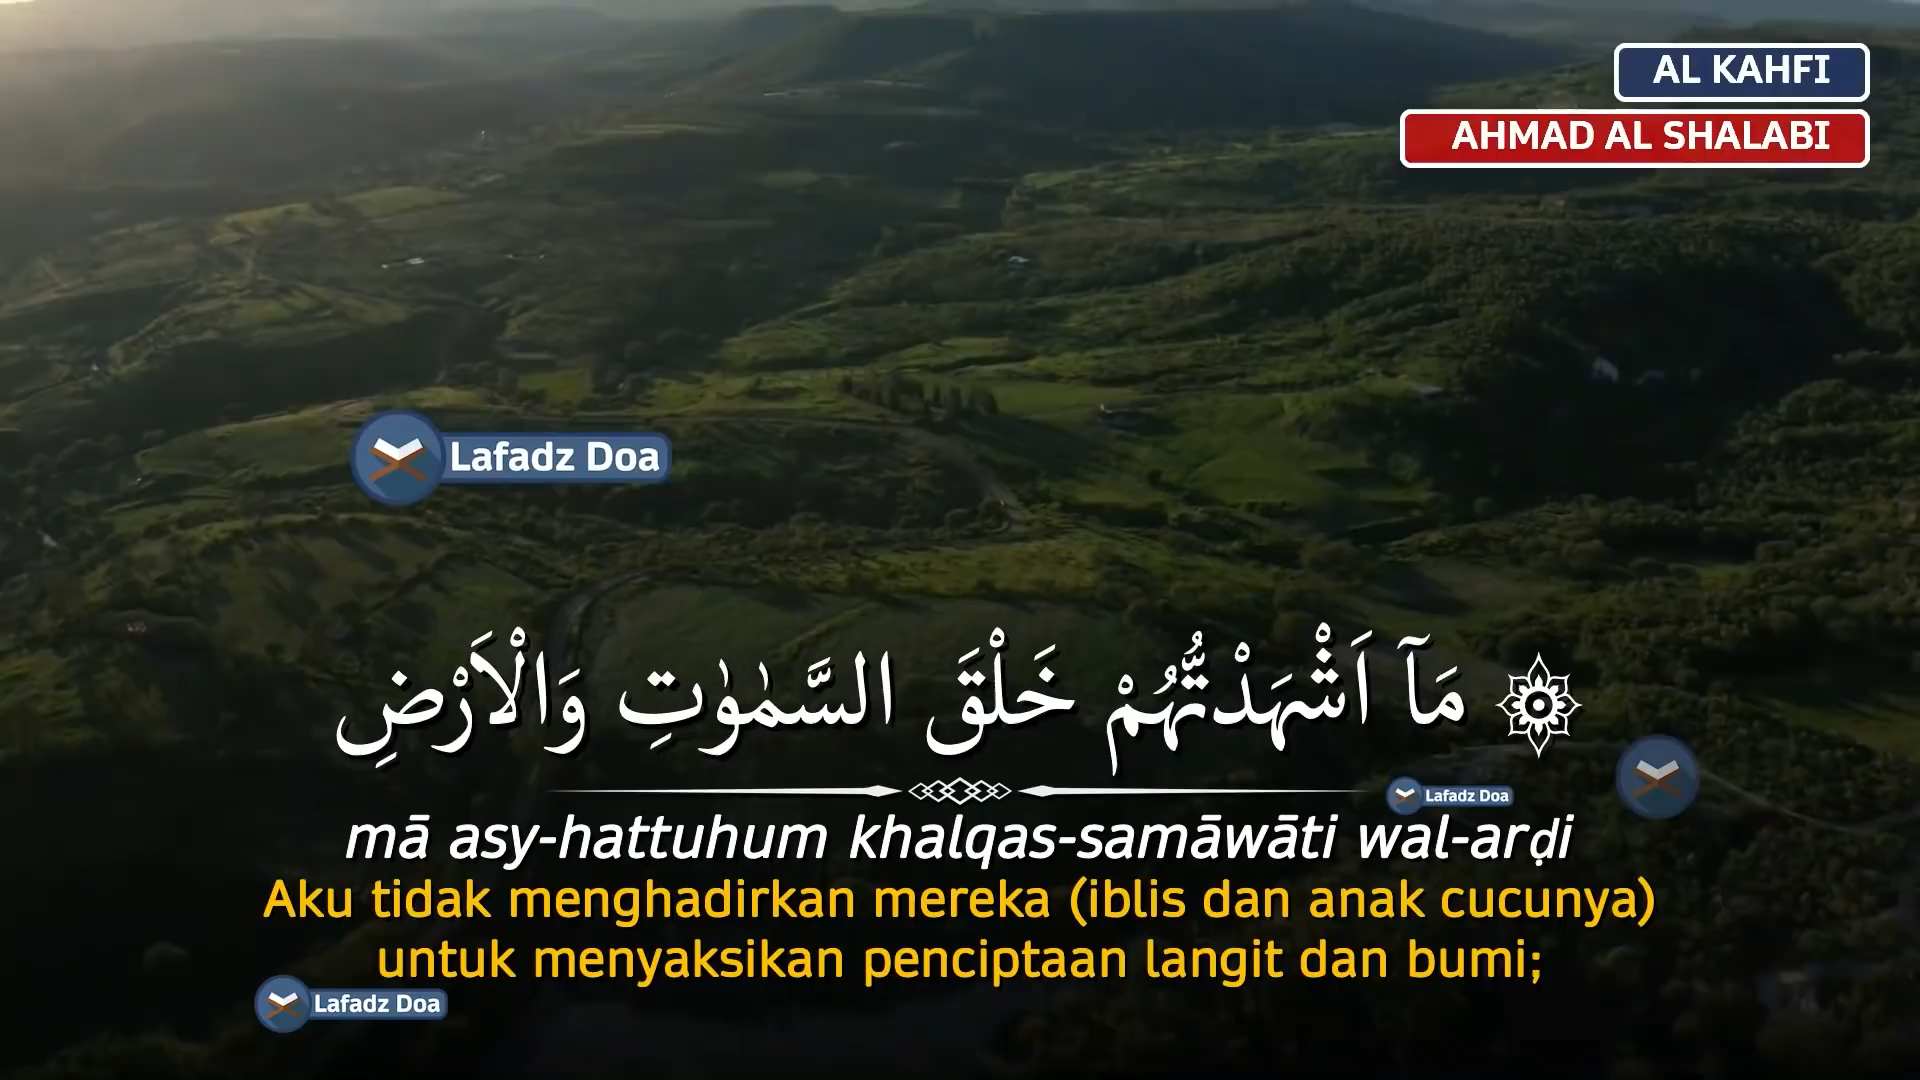 AL KAHFI
AHMAD AL SHALABI
Lafadz Doa
۞ مَآ اَشْهَدْتُّهُمْ خَلْقَ السَّمٰوٰتِ وَالْاَرْضِ
Lafadz Doa
mā asy-hattuhum khalqas-samāwāti wal-arḍi
Aku tidak menghadirkan mereka (iblis dan anak cucunya)
untuk menyaksikan penciptaan langit dan bumi;
Lafadz Doa